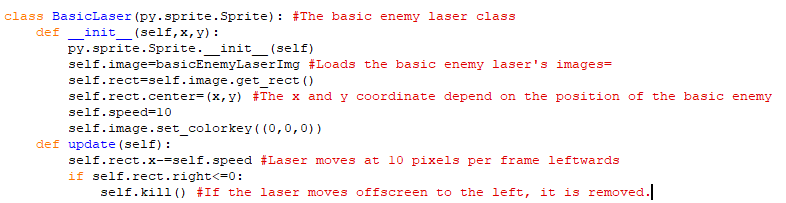 class BasicLaser(py.sprite.Sprite): #The basic enemy laser class
    def __init__(self,x,y):
        py.sprite.Sprite.__init__(self)
        self.image=basicEnemyLaserImg #Loads the basic enemy laser's images=
        self.rect=self.image.get_rect()
        self.rect.center=(x,y) #The x and y coordinate depend on the position of the basic enemy
        self.speed=10
        self.image.set_colorkey((0,0,0))
    def update(self):
        self.rect.x-=self.speed #Laser moves at 10 pixels per frame leftwards
        if self.rect.right<=0:
            self.kill() #If the laser moves offscreen to the left, it is removed.